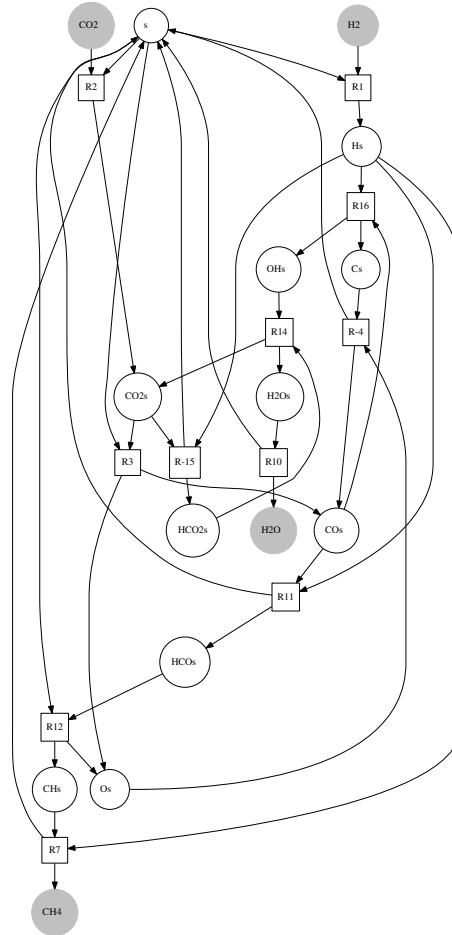 CO2
s
H2
R2
R1
Hs
R16
OHs
Cs
R14
R-4
CO2s
H2Os
R3
R-15
R10
HCO2s
H2O
COs
R11
HCOs
R12
CHs
Os
R7
CH4